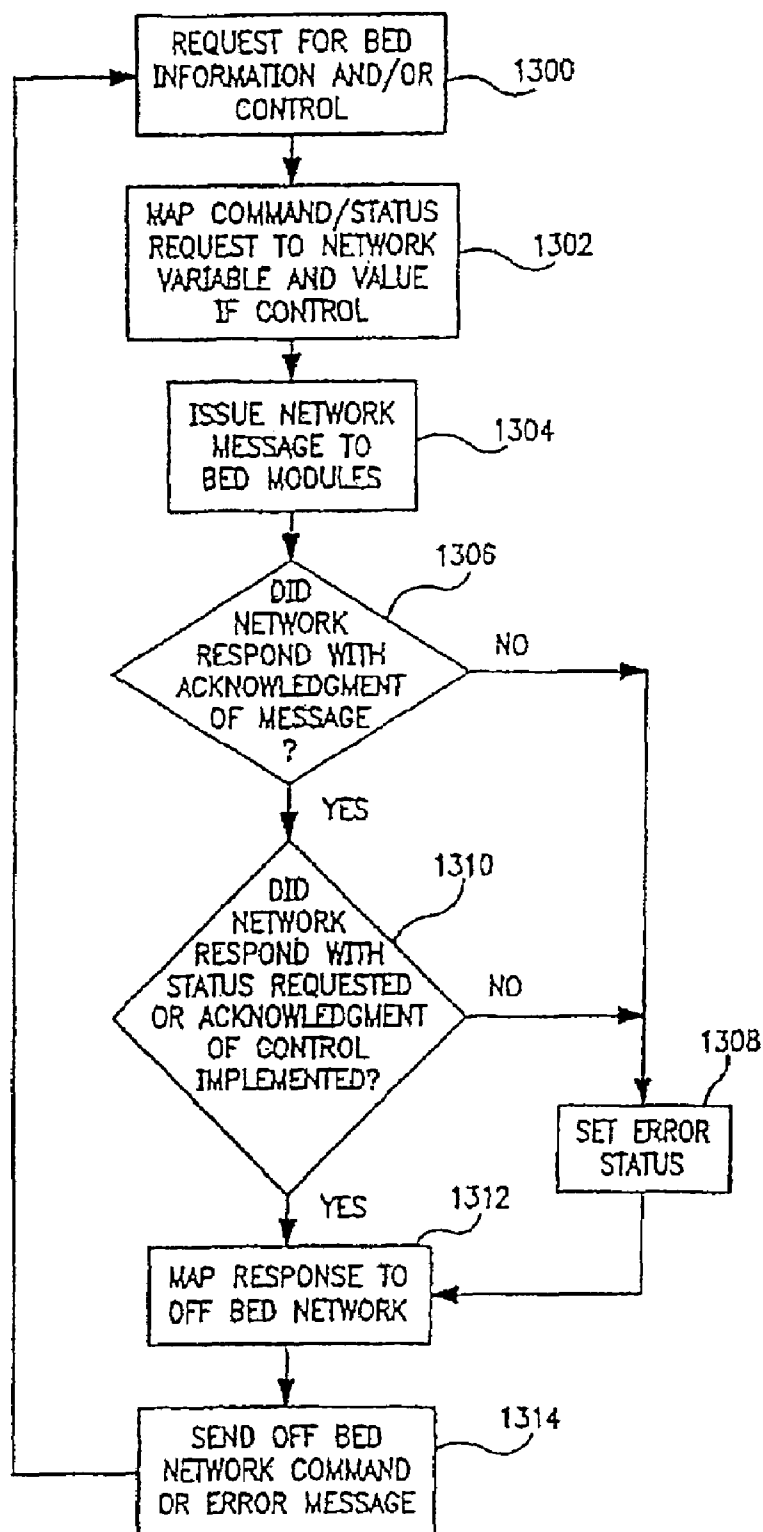 REQUEST FOR BED
INFORMATION AND/OR
CONTROL
1300
MAP COMMAND/STATUS
REQUEST TO NETWORK
VARIABLE AND VALUE
IF CONTROL
1302
ISSUE NETWORK
MESSAGE TO
BED MODULES
1304
1306
DID
NETWORK
RESPOND WITH
ACKNOWLEDGMENT
OF MESSAGE
?
NO
YES
1310
DID
NETWORK
RESPOND WITH
STATUS REQUESTED
OR ACKNOWLEDGMENT
OF CONTROL
IMPLEMENTED?
NO
1308
SET ERROR
STATUS
YES
1312
MAP RESPONSE TO
OFF BED NETWORK
1314
SEND OFF BED
NETWORK COMMAND
OR ERROR MESSAGE